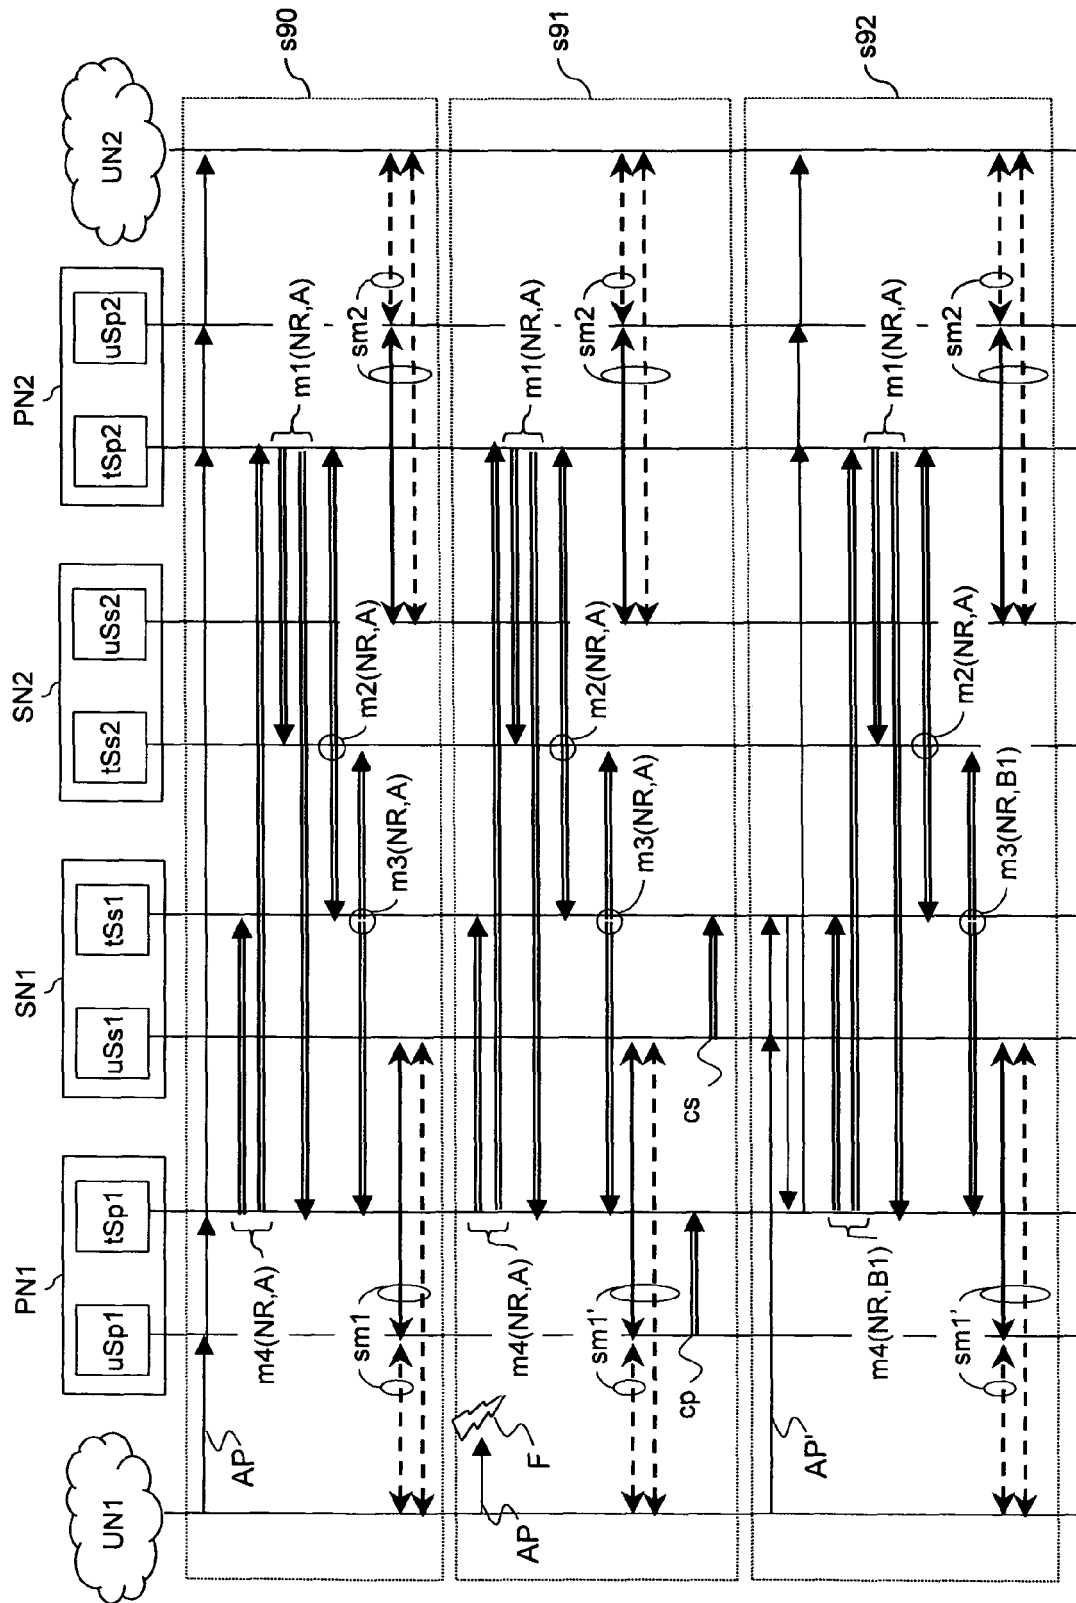 UN1
PN1
uSp1
tSp1
SN1
uSs1
tSs1
SN2
tSs2
uSs2
PN2
tSp2
uSp2
UN2
AP
m4(NR,A)
sm1
m3(NR,A)
m2(NR,A)
m1(NR,A)
sm2
s90
AP
F
m4(NR,A)
sm1'
cp
cs
m3(NR,A)
m2(NR,A)
m1(NR,A)
sm2
s91
AP'
m4(NR,B1)
sm1'
m3(NR,B1)
m2(NR,A)
m1(NR,A)
sm2
s92